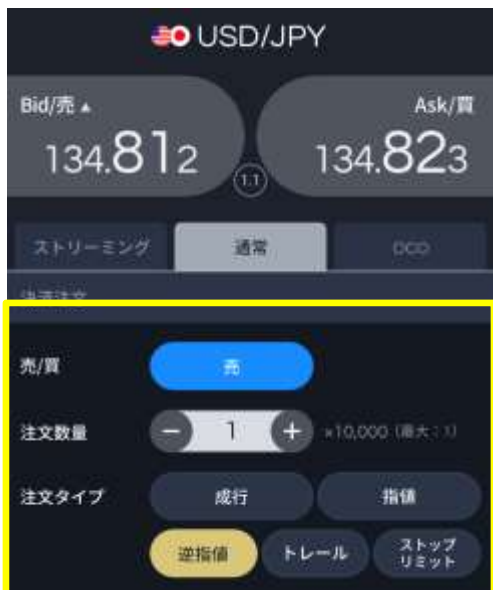 USD/JPY
Bid/売▲ Ask/買
134.812 1.1 134.823
ストリーミング 通常 OCO
決済注文
売/買 売
注文数量 − 1 + ×10,000（最大：1）
注文タイプ 成行 指値
逆指値 トレール ストップ
リミット